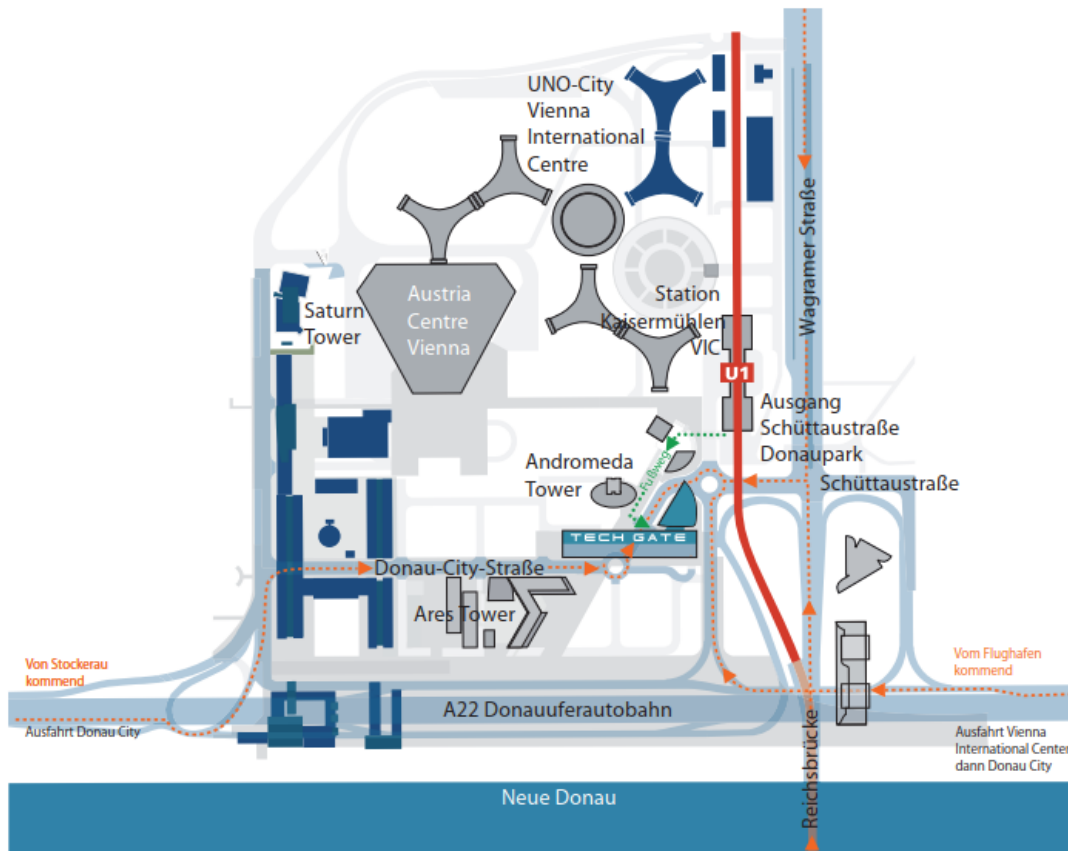 UNO-City
Vienna
International
Centre
Wagramer Straße
Austria
Centre
Vienna
Saturn
Tower
Station
Kaisermühlen
VIC
U1
Ausgang
Schüttaustraße
Donaupark
Andromeda
Tower
Fußweg
Schüttaustraße
TECH GATE
Donau-City-Straße
Ares Tower
Von Stockerau
kommend
Vom Flughafen
kommend
A22 Donauuferautobahn
Ausfahrt Donau City
Ausfahrt Vienna
International Center
dann Donau City
Reichsbrücke
Neue Donau